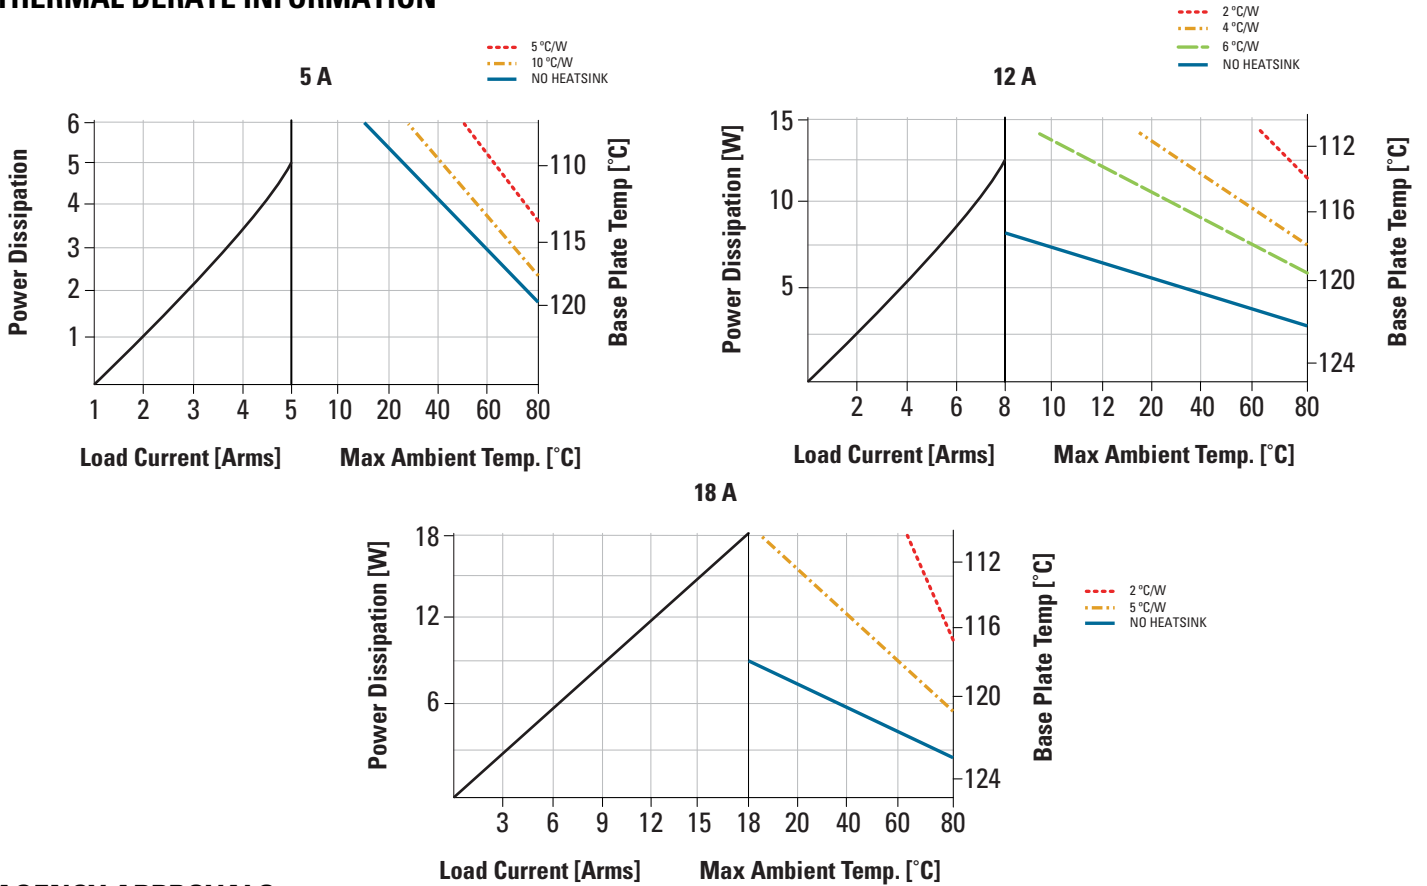 THERMAL DERATE INFORMATION
5 A
5 °C/W
10 °C/W
NO HEATSINK
Power Dissipation
6
5
4
3
2
1
110
115
120
Base Plate Temp [°C]
1 2 3 4 5 10 20 40 60 80
Load Current [Arms] Max Ambient Temp. [°C]
12 A
2 °C/W
4 °C/W
6 °C/W
NO HEATSINK
Power Dissipation [W]
15
10
5
112
116
120
124
Base Plate Temp [°C]
2 4 6 8 10 12 20 40 60 80
Load Current [Arms] Max Ambient Temp. [°C]
18 A
Power Dissipation [W]
18
12
6
112
116
120
124
Base Plate Temp [°C]
2 °C/W
5 °C/W
NO HEATSINK
3 6 9 12 15 18 20 40 60 80
Load Current [Arms] Max Ambient Temp. [°C]
AGENCY APPROVALS